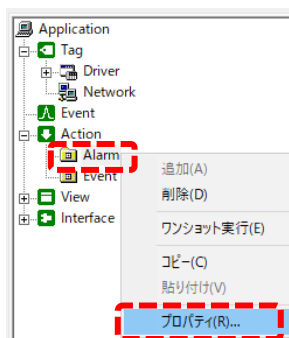 Application
Tag
Driver
Network
Event
Action
Alarm
Event
View
Interface
追加(A)
削除(D)
ワンショット実行(E)
コピー(C)
貼り付け(V)
プロパティ(R)...